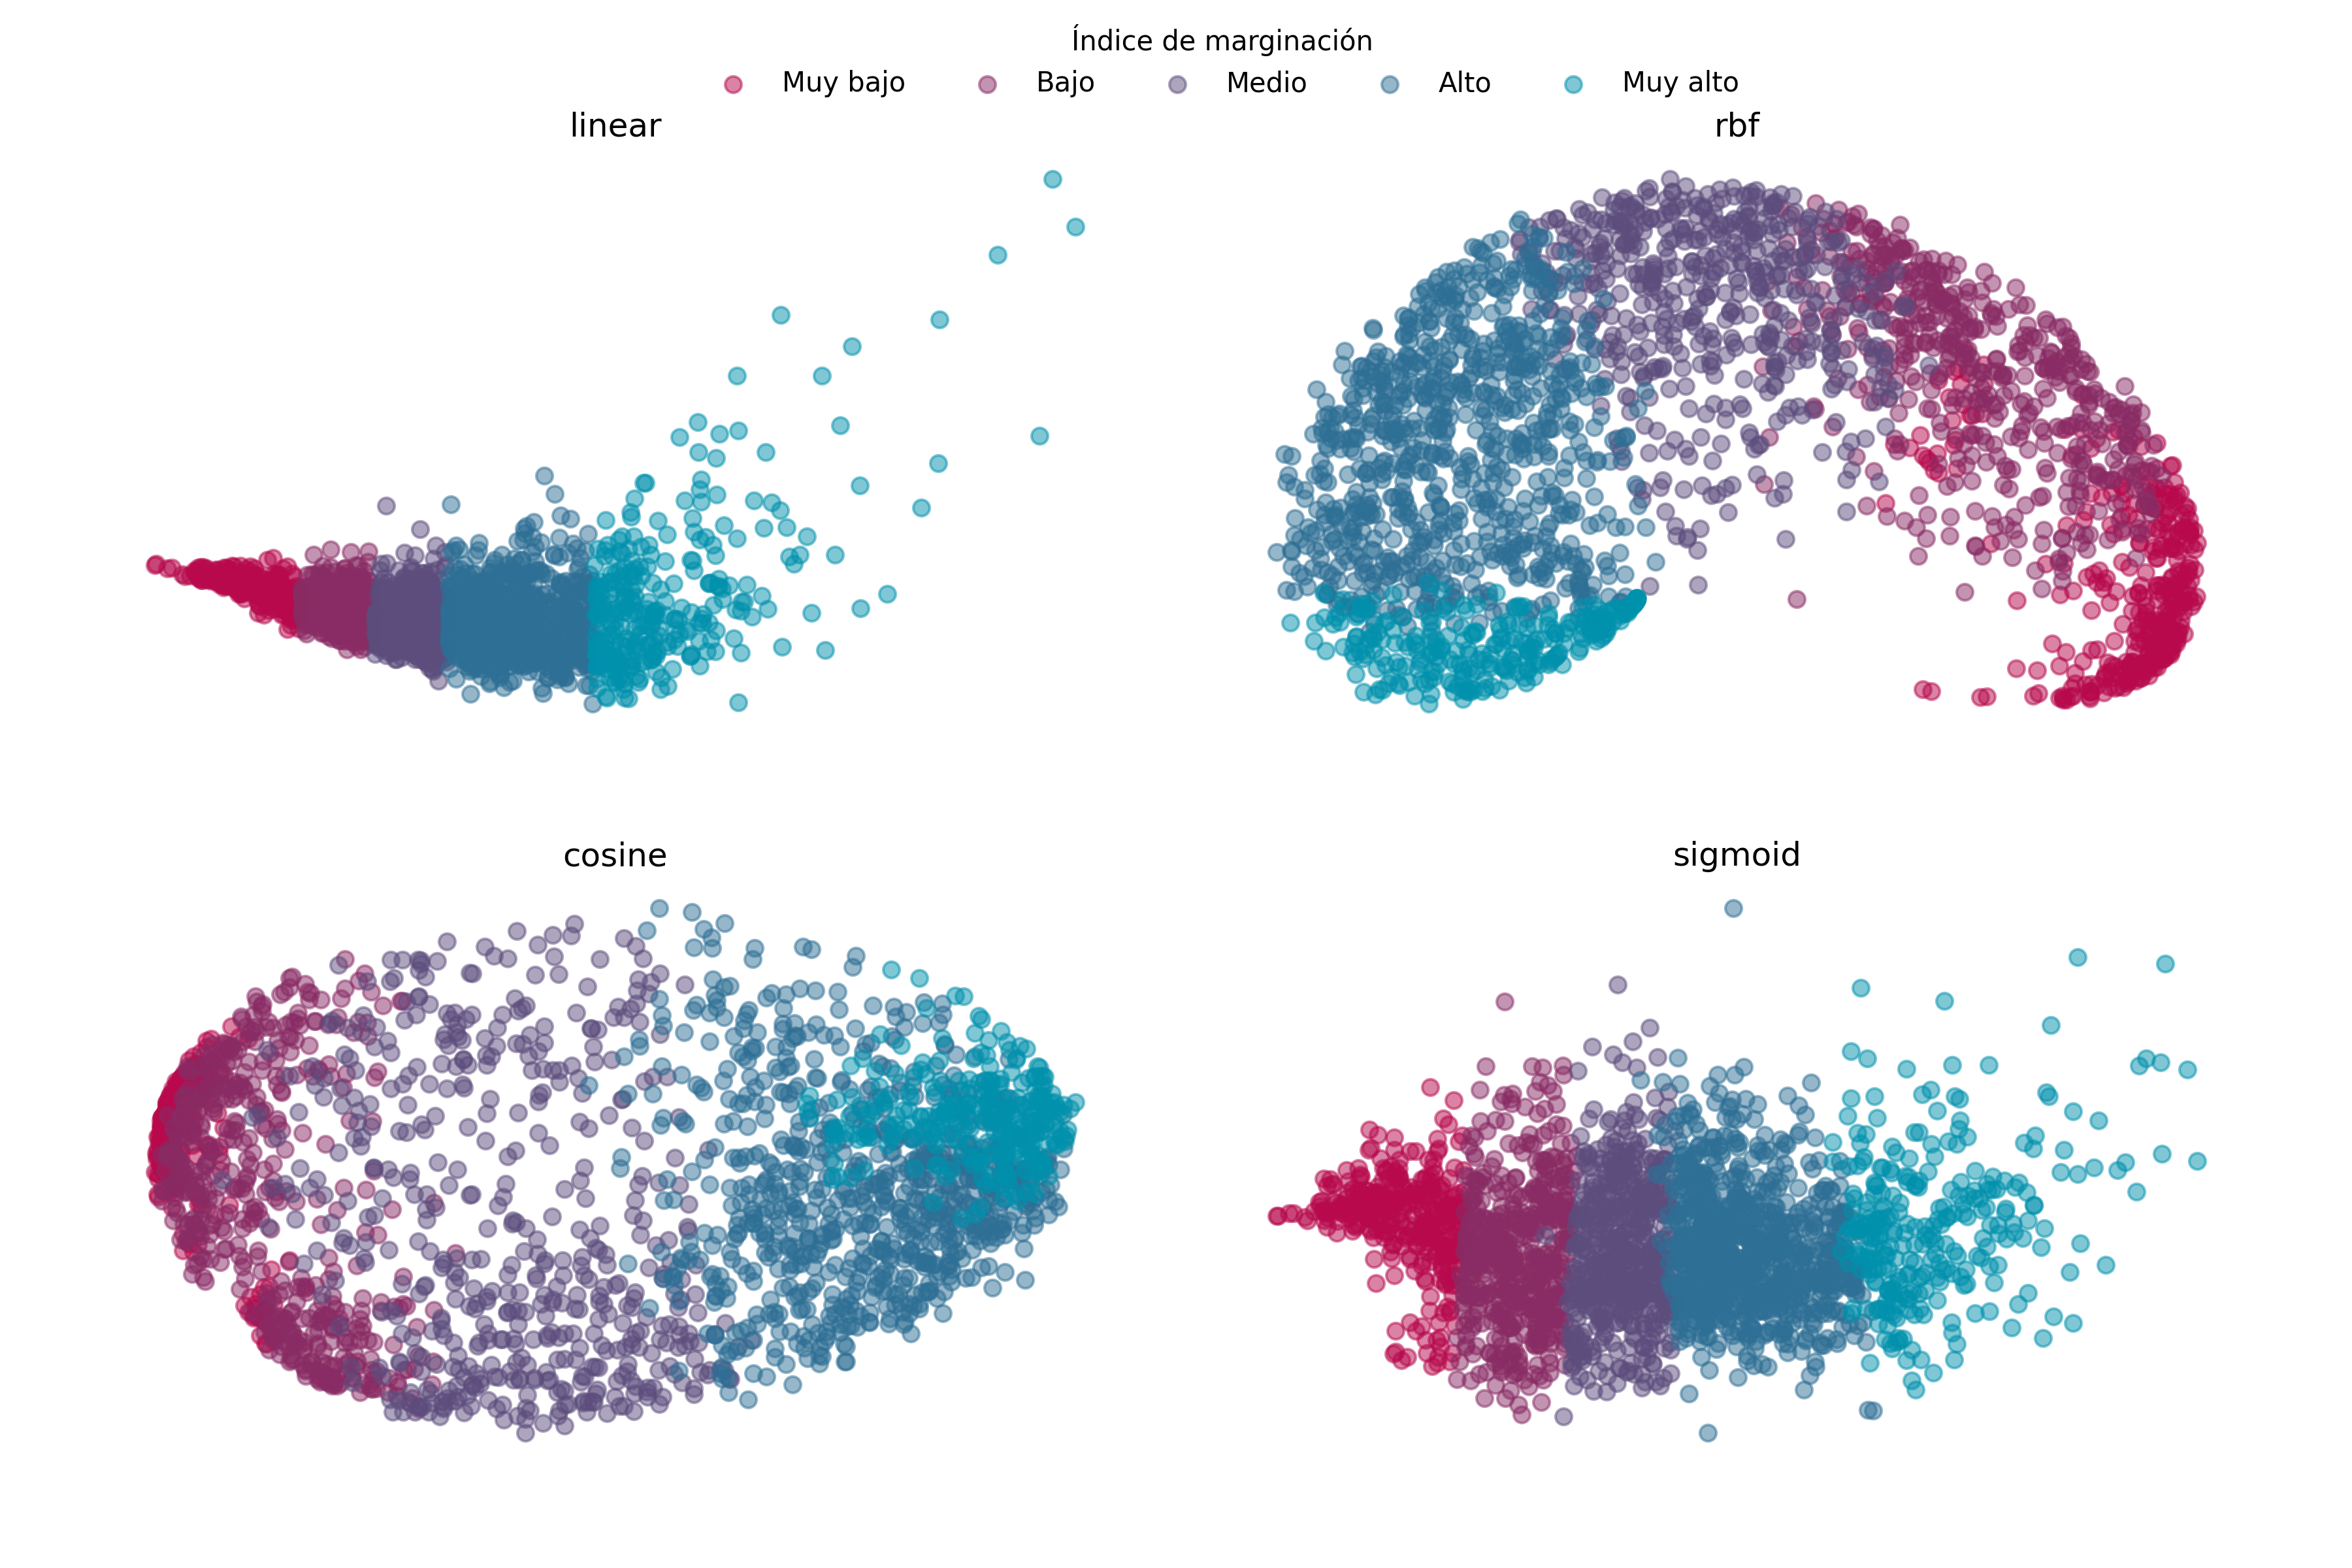 Índice de marginación
Muy bajo Bajo Medio Alto Muy alto
linear rbf
cosine sigmoid